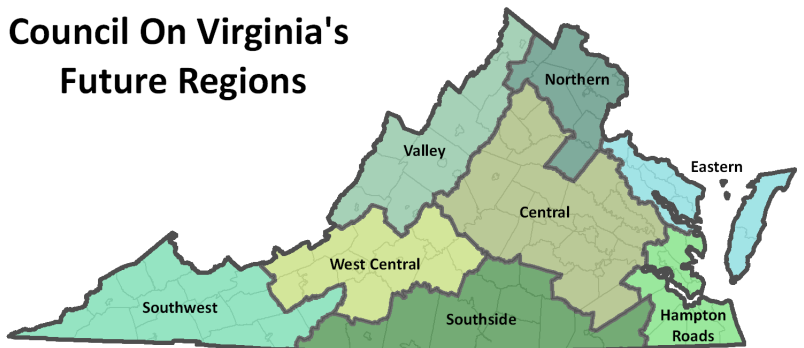 Council On Virginia's
Future Regions
Northern
Valley
Eastern
Central
West Central
Southwest
Southside
Hampton
Roads